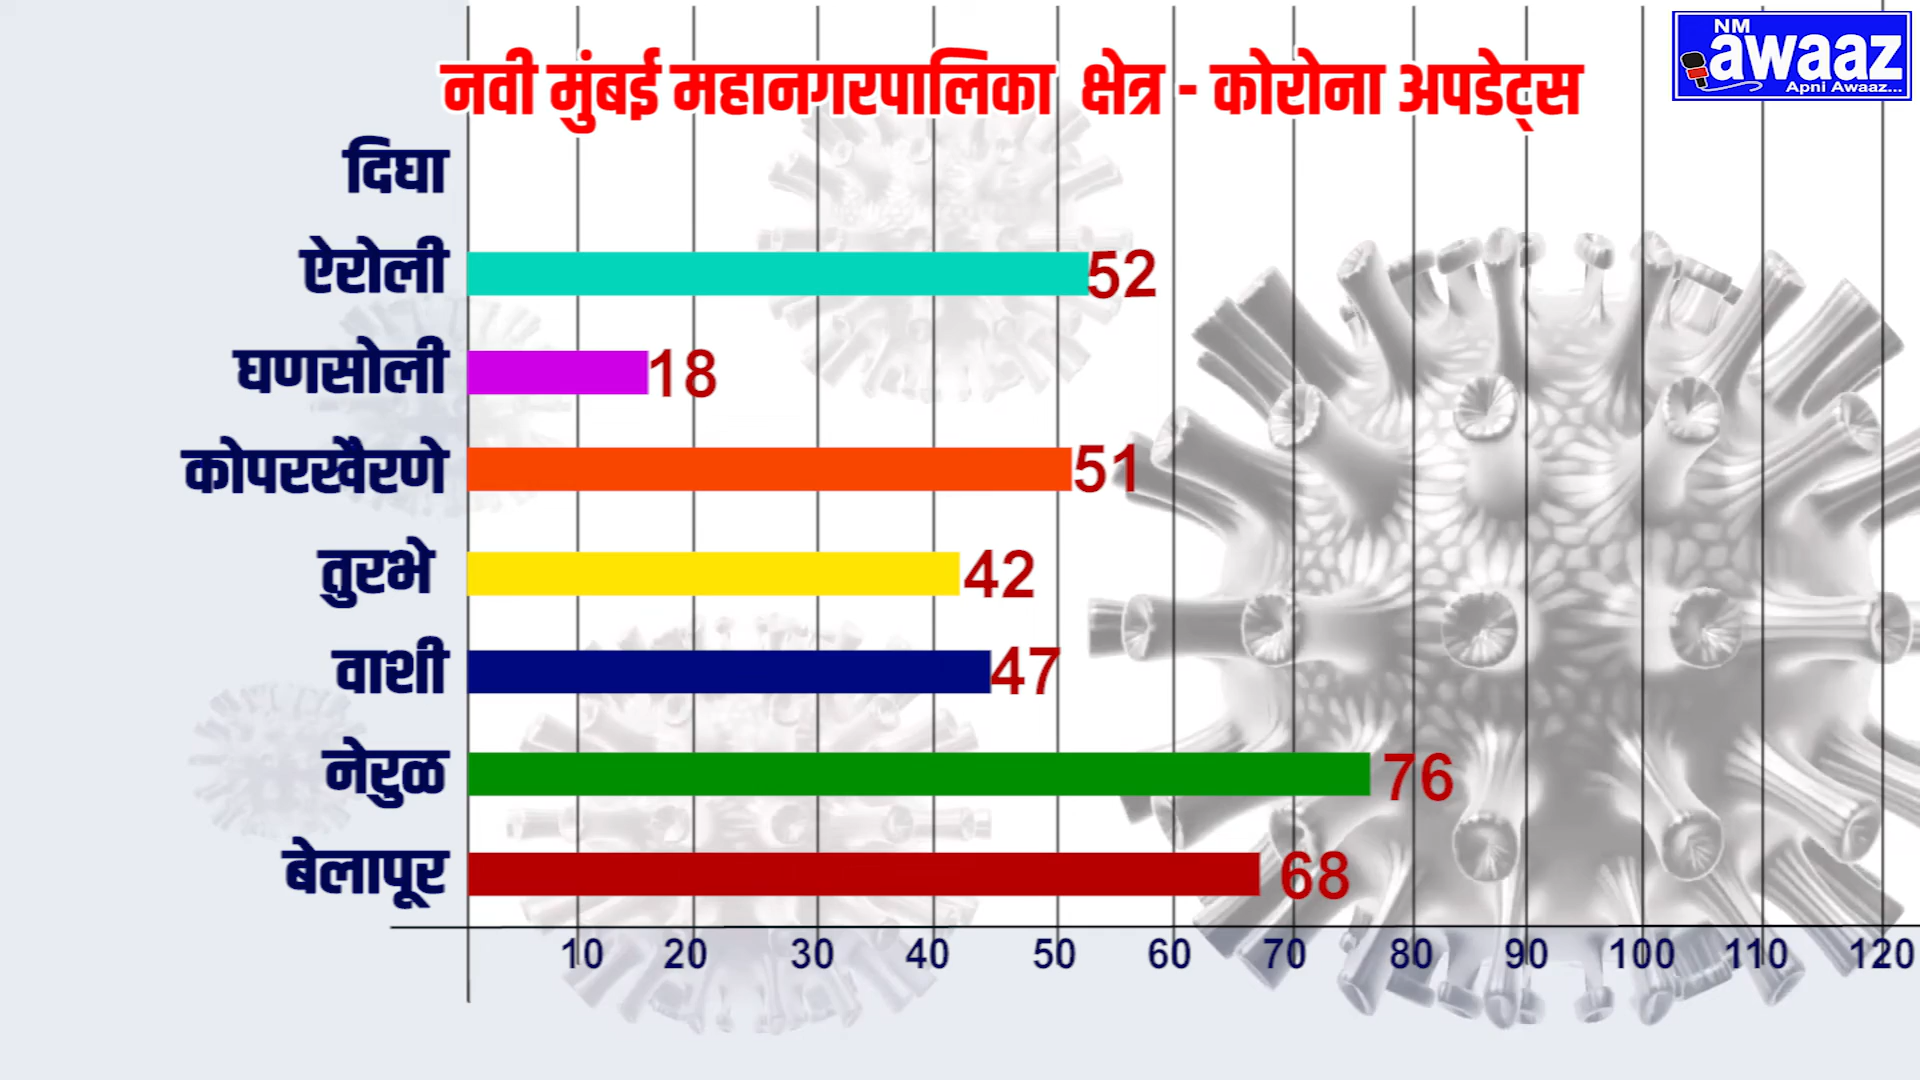 NM
awaaz
Apni Awaaz...
नवी मुंबई महानगरपालिका क्षेत्र - कोरोना अपडेट्स
दिघा
ऐरोली 52
घणसोली 18
कोपरखैरणे 51
तुरभे 42
वाशी 47
नेरुळ 76
बेलापूर 68
10 20 30 40 50 60 70 80 90 100 110 120